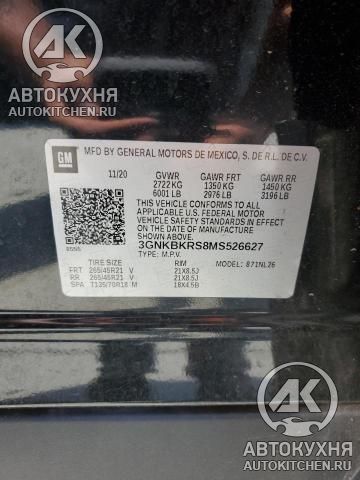 АВТОКУХНЯ
AUTOKITCHEN.RU
GM
MFD BY GENERAL MOTORS DE MEXICO, S. DE R.L. DE C.V.
11/20 GVWR GAWR FRT GAWR RR
2722 KG 1350 KG 1450 KG
6001 LB 2976 LB 3196 LB
THIS VEHICLE CONFORMS TO ALL APPLICABLE U.S. FEDERAL MOTOR
VEHICLE SAFETY STANDARDS IN EFFECT ON THE DATE OF
MANUFACTURE SHOWN ABOVE.
3GNKBKRS8MS526627
TYPE: M.P.V. MODEL: 871NL26
TIRE SIZE RIM
FRT 265/45R21 V 21X8.5J
RR 265/45R21 V 21X8.5J
SPA T135/70R18 M 18X4.5B
АК
АВТОКУХНЯ
AUTOKITCHEN.RU